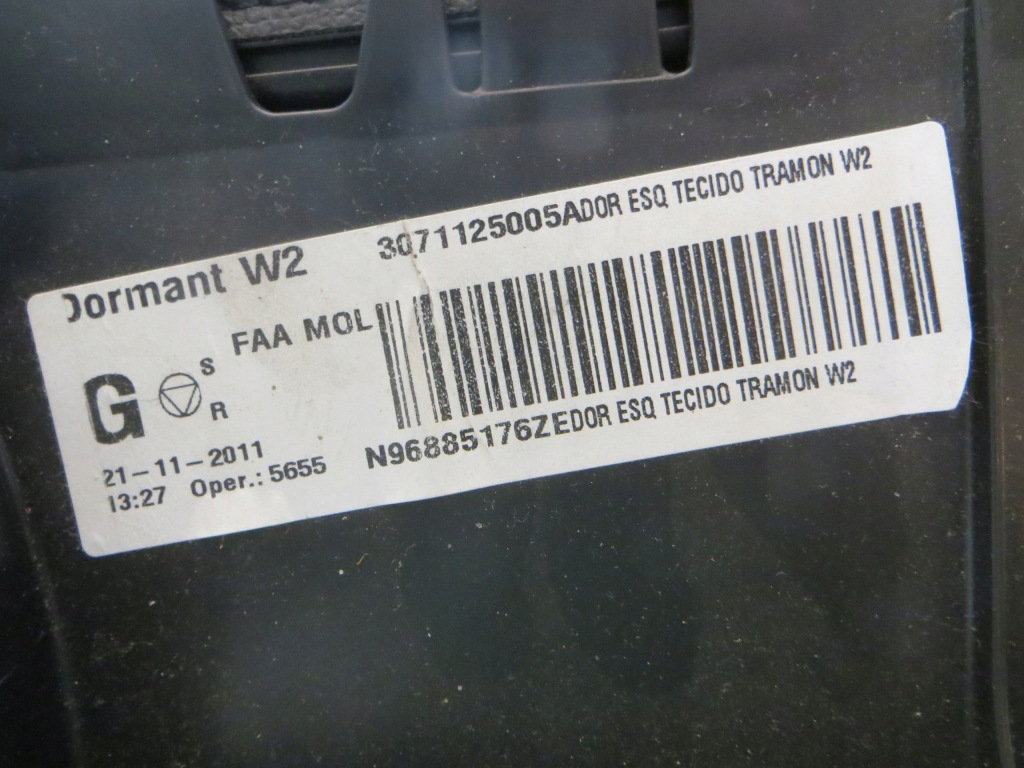 Dormant W2
3071125005ADOR ESQ TECIDO TRAMON W2
FAA MOL
G
S
R
21-11-2011
13:27 Oper.: 5655
N96885176ZEDOR ESQ TECIDO TRAMON W2